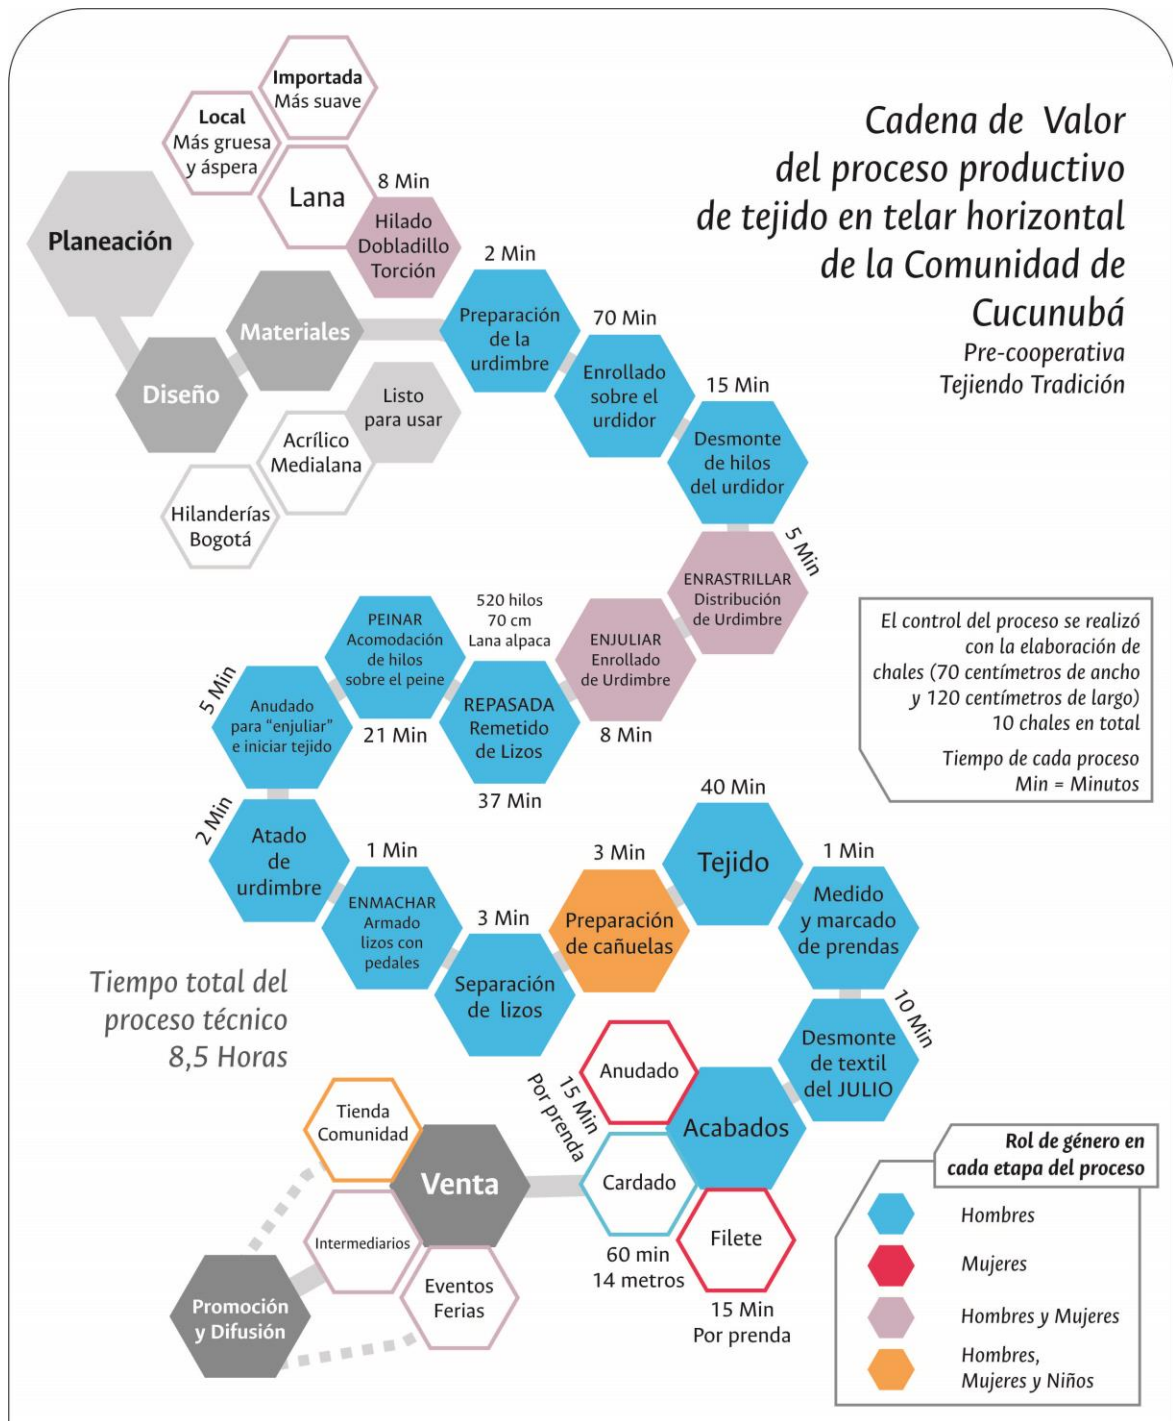 Cadena de Valor
del proceso productivo
de tejido en telar horizontal
de la Comunidad de
Cucunubá
Pre-cooperativa
Tejiendo Tradición
Importada
Más suave
Local
Más gruesa
y áspera
Lana
8 Min
Hilado
Dobladillo
Torción
Planeación
Diseño
Materiales
Listo
para usar
Acrílico
Medialana
Hilanderías
Bogotá
2 Min
Preparación
de la
urdimbre
70 Min
Enrollado
sobre el
urdidor
15 Min
Desmonte
de hilos
del urdidor
5 Min
ENRASTRILLAR
Distribución
de Urdimbre
ENJULIAR
Enrollado
de Urdimbre
8 Min
520 hilos
70 cm
Lana alpaca
REPASADA
Remetido
de Lizos
37 Min
PEINAR
Acomodación
de hilos
sobre el peine
21 Min
5 Min
Anudado
para "enjuliar"
e iniciar tejido
2 Min
Atado
de
urdimbre
1 Min
ENMACHAR
Armado
lizos con
pedales
3 Min
Separación
de lizos
3 Min
Preparación
de cañuelas
40 Min
Tejido
1 Min
Medido
y marcado
de prendas
10 Min
Desmonte
de textil
del JULIO
Acabados
Anudado
15 Min
Por prenda
Cardado
60 min
14 metros
Filete
15 Min
Por prenda
Venta
Tienda
Comunidad
Intermediarios
Eventos
Ferias
Promoción
y Difusión
Tiempo total del
proceso técnico
8,5 Horas
El control del proceso se realizó
con la elaboración de
chales (70 centímetros de ancho
y 120 centímetros de largo)
10 chales en total
Tiempo de cada proceso
Min = Minutos
Rol de género en
cada etapa del proceso
Hombres
Mujeres
Hombres y Mujeres
Hombres,
Mujeres y Niños